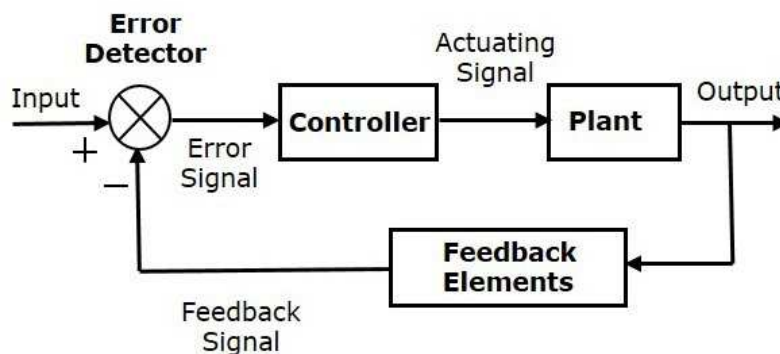 Error
Detector
Input
+
−
Error
Signal
Controller
Actuating
Signal
Plant
Output
Feedback
Elements
Feedback
Signal